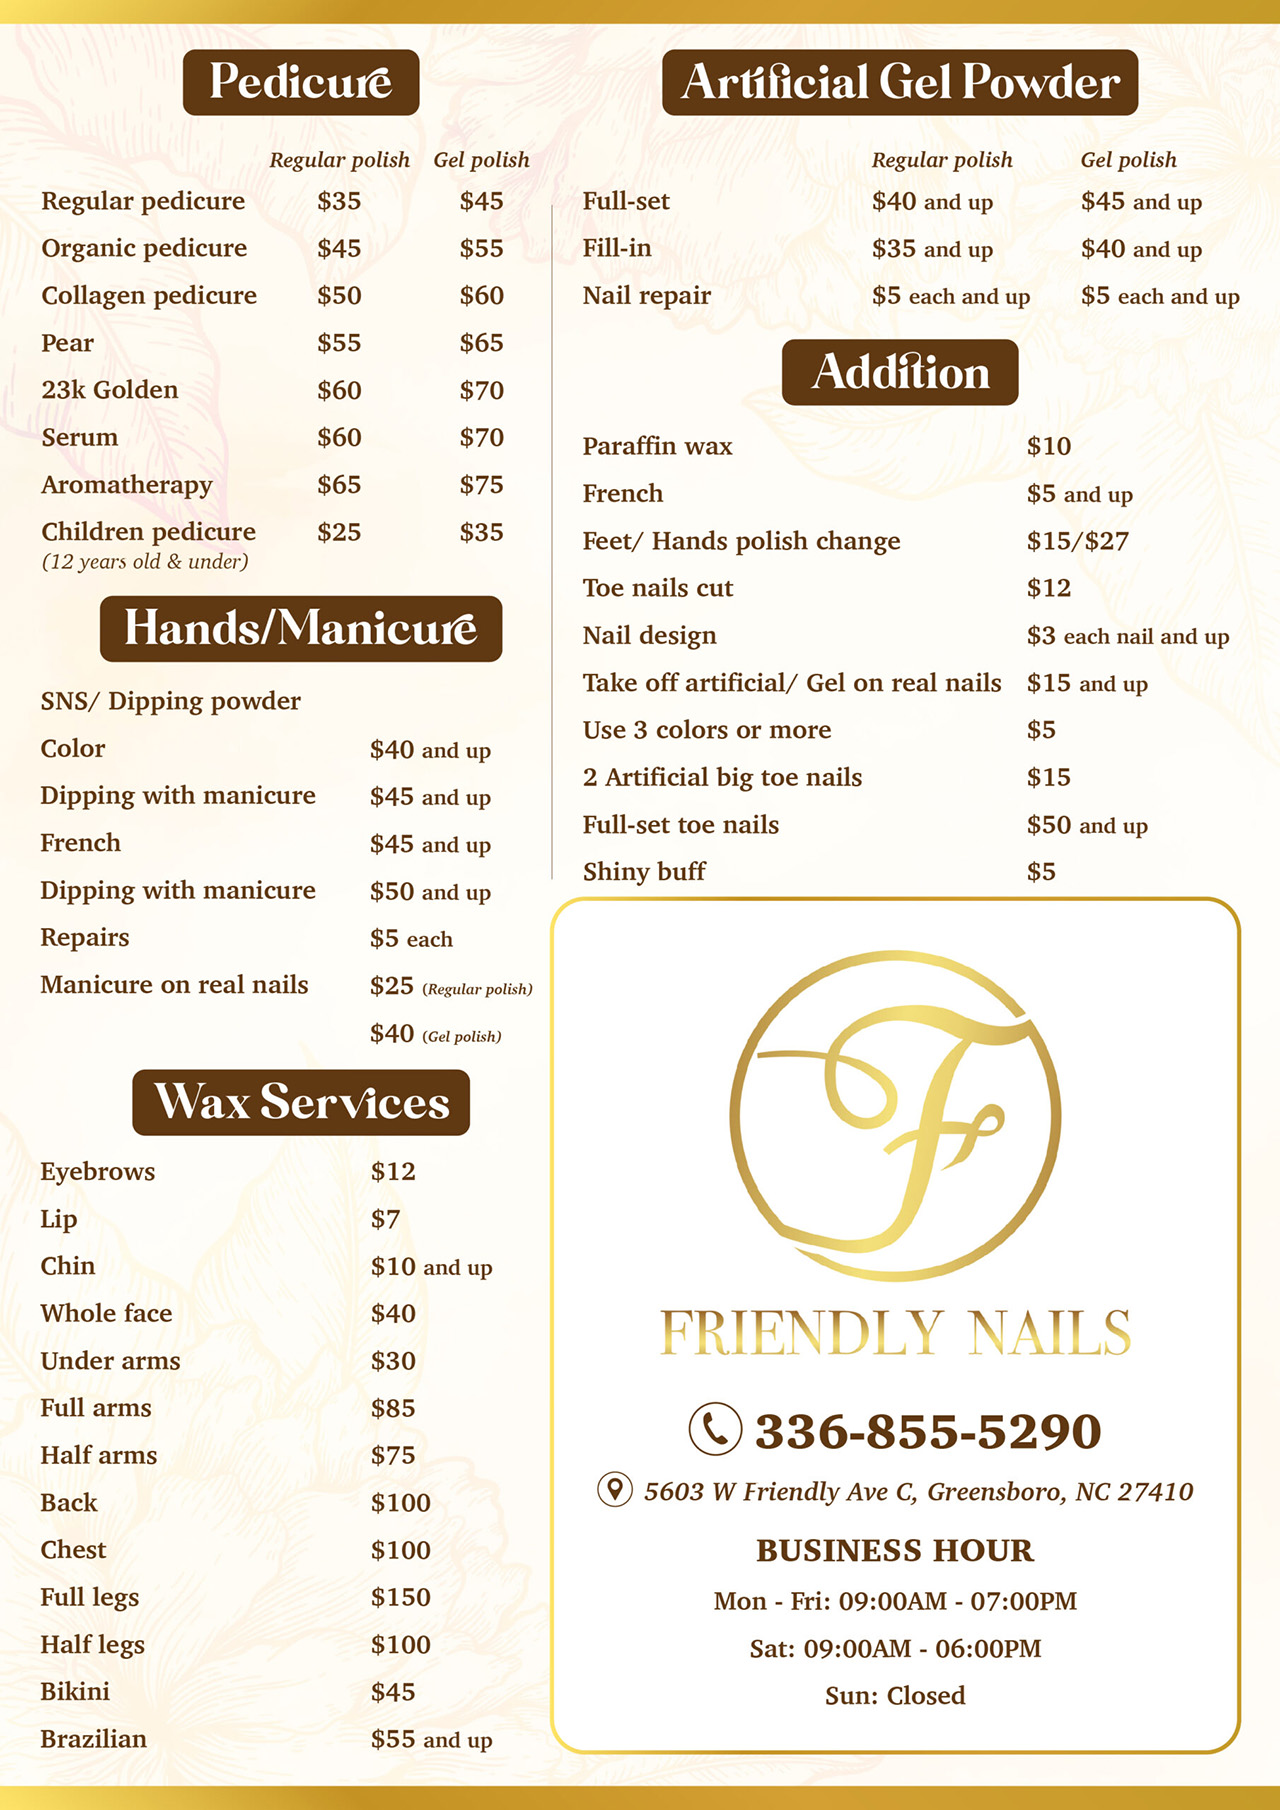 Pedicure
Regular polish Gel polish
Regular pedicure $35 $45
Organic pedicure $45 $55
Collagen pedicure $50 $60
Pear $55 $65
23k Golden $60 $70
Serum $60 $70
Aromatherapy $65 $75
Children pedicure $25 $35
(12 years old & under)
Hands/Manicure
SNS/ Dipping powder
Color $40 and up
Dipping with manicure $45 and up
French $45 and up
Dipping with manicure $50 and up
Repairs $5 each
Manicure on real nails $25 (Regular polish)
$40 (Gel polish)
Wax Services
Eyebrows $12
Lip $7
Chin $10 and up
Whole face $40
Under arms $30
Full arms $85
Half arms $75
Back $100
Chest $100
Full legs $150
Half legs $100
Bikini $45
Brazilian $55 and up
Artificial Gel Powder
Regular polish Gel polish
Full-set $40 and up $45 and up
Fill-in $35 and up $40 and up
Nail repair $5 each and up $5 each and up
Addition
Paraffin wax $10
French $5 and up
Feet/ Hands polish change $15/$27
Toe nails cut $12
Nail design $3 each nail and up
Take off artificial/ Gel on real nails $15 and up
Use 3 colors or more $5
2 Artificial big toe nails $15
Full-set toe nails $50 and up
Shiny buff $5
F
FRIENDLY NAILS
336-855-5290
5603 W Friendly Ave C, Greensboro, NC 27410
BUSINESS HOUR
Mon - Fri: 09:00AM - 07:00PM
Sat: 09:00AM - 06:00PM
Sun: Closed